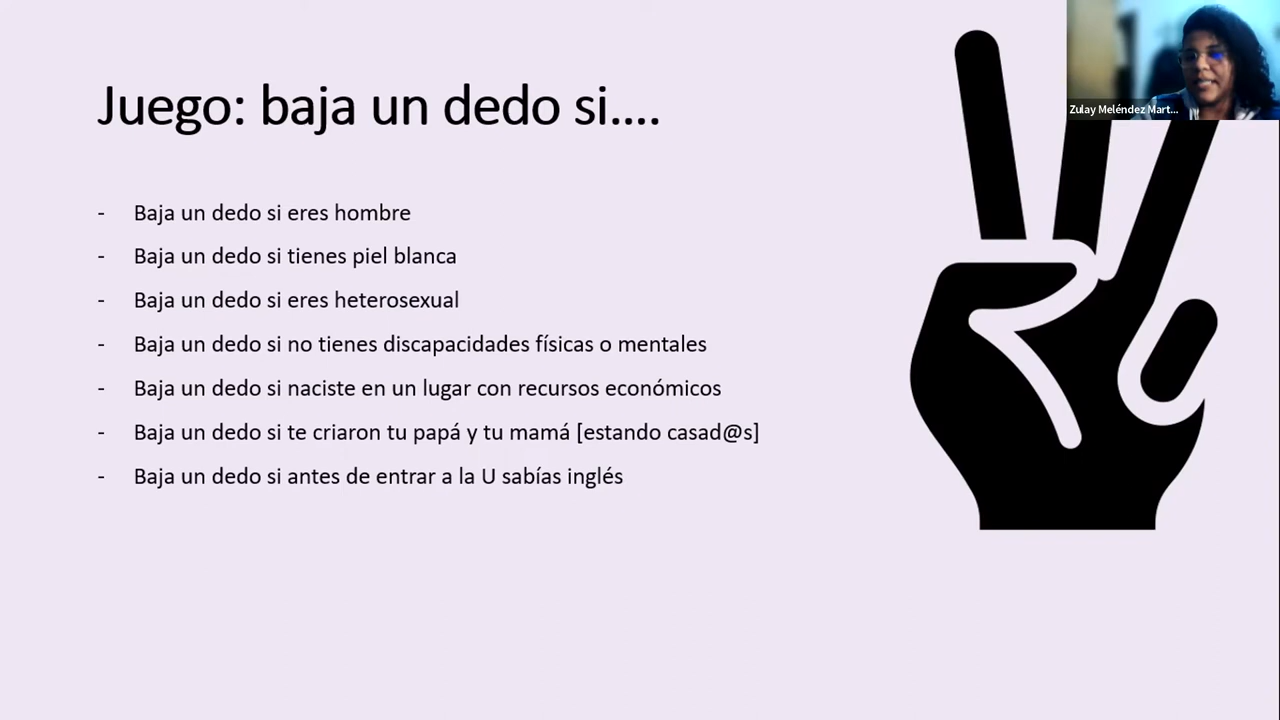 Juego: baja un dedo si....
- Baja un dedo si eres hombre
- Baja un dedo si tienes piel blanca
- Baja un dedo si eres heterosexual
- Baja un dedo si no tienes discapacidades físicas o mentales
- Baja un dedo si naciste en un lugar con recursos económicos
- Baja un dedo si te criaron tu papá y tu mamá [estando casad@s]
- Baja un dedo si antes de entrar a la U sabías inglés
Zulay Meléndez Mart...